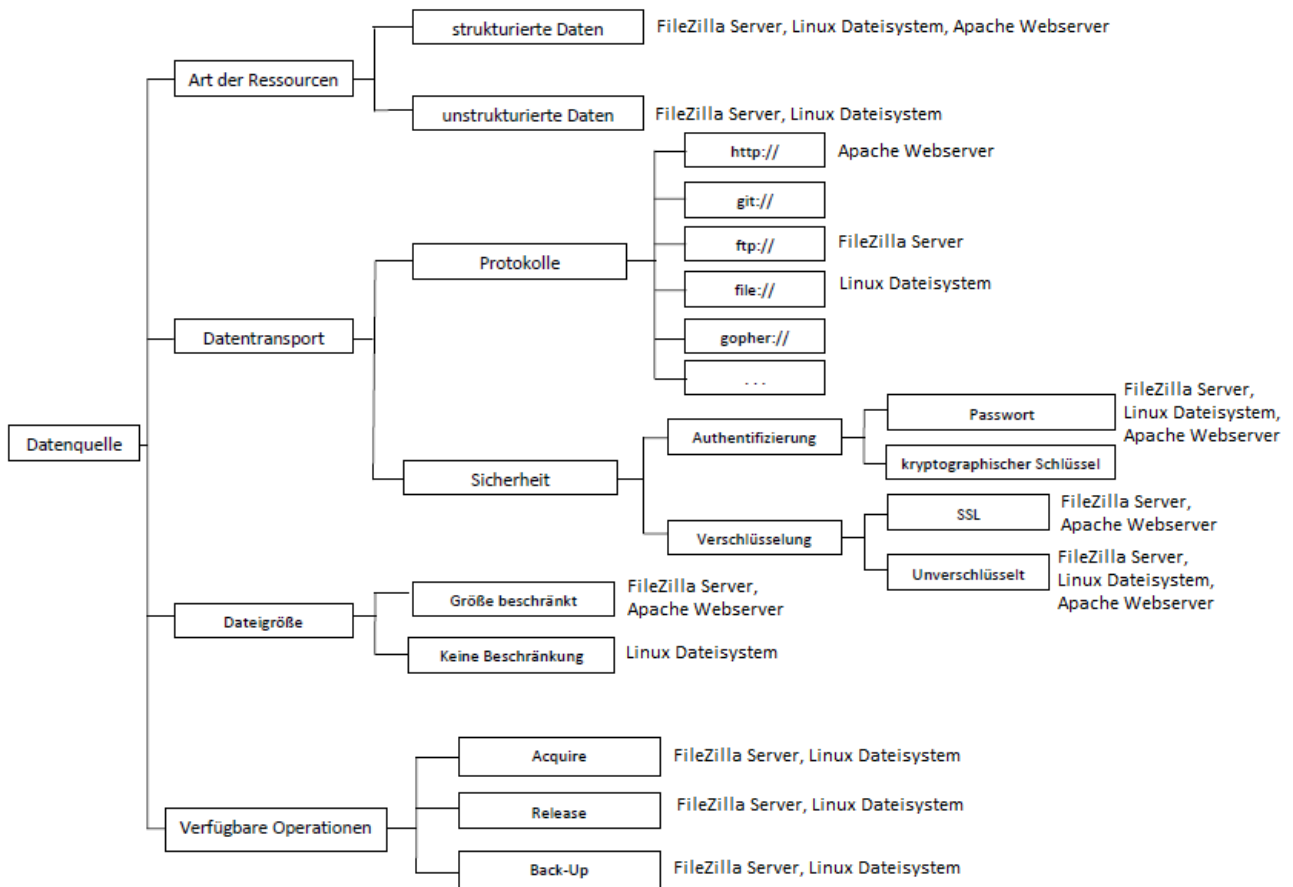 strukturierte Daten
FileZilla Server, Linux Dateisystem, Apache Webserver
Art der Ressourcen
unstrukturierte Daten
FileZilla Server, Linux Dateisystem
http://
Apache Webserver
git://
ftp://
FileZilla Server
Protokolle
file://
Linux Dateisystem
Datentransport
gopher://
...
Datenquelle
Sicherheit
Authentifizierung
Passwort
FileZilla Server,
Linux Dateisystem,
Apache Webserver
kryptographischer Schlüssel
Verschlüsselung
SSL
FileZilla Server,
Apache Webserver
Unverschlüsselt
FileZilla Server,
Linux Dateisystem,
Apache Webserver
Dateigröße
Größe beschränkt
FileZilla Server,
Apache Webserver
Keine Beschränkung
Linux Dateisystem
Verfügbare Operationen
Acquire
FileZilla Server, Linux Dateisystem
Release
FileZilla Server, Linux Dateisystem
Back-Up
FileZilla Server, Linux Dateisystem